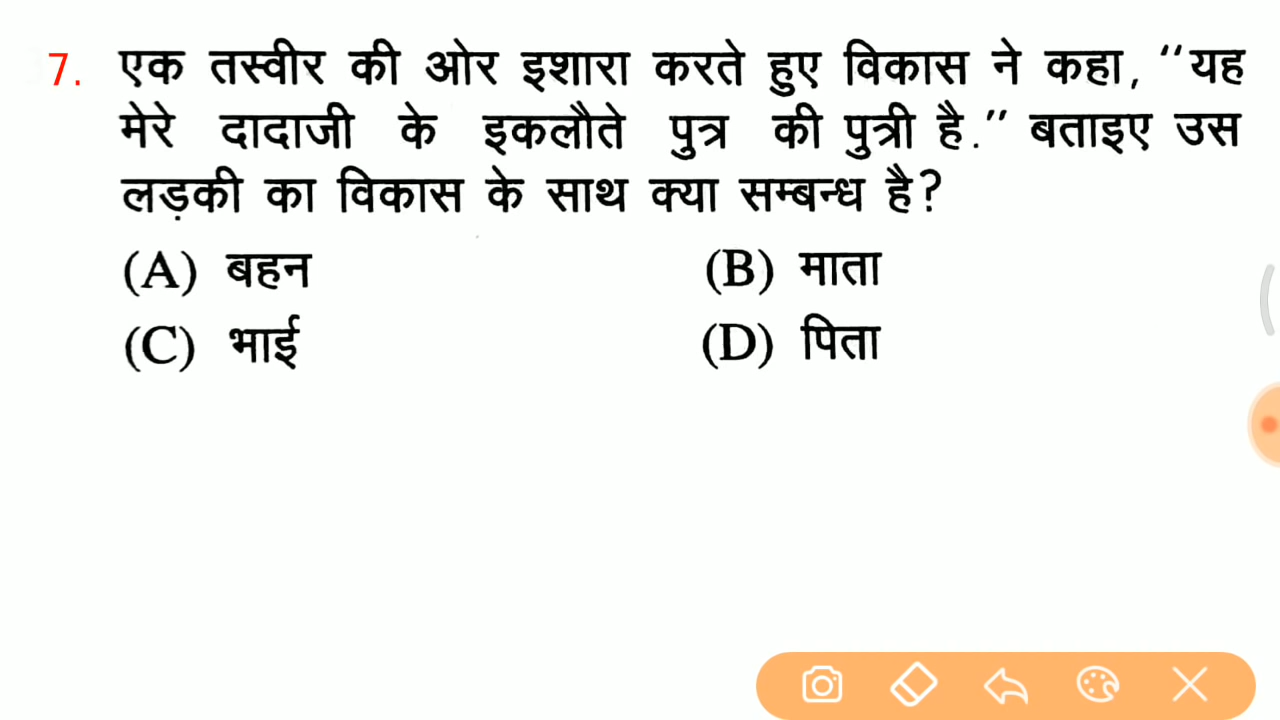 7. एक तस्वीर की ओर इशारा करते हुए विकास ने कहा, "यह
मेरे दादाजी के इकलौते पुत्र की पुत्री है." बताइए उस
लड़की का विकास के साथ क्या सम्बन्ध है?
(A) बहन (B) माता
(C) भाई (D) पिता